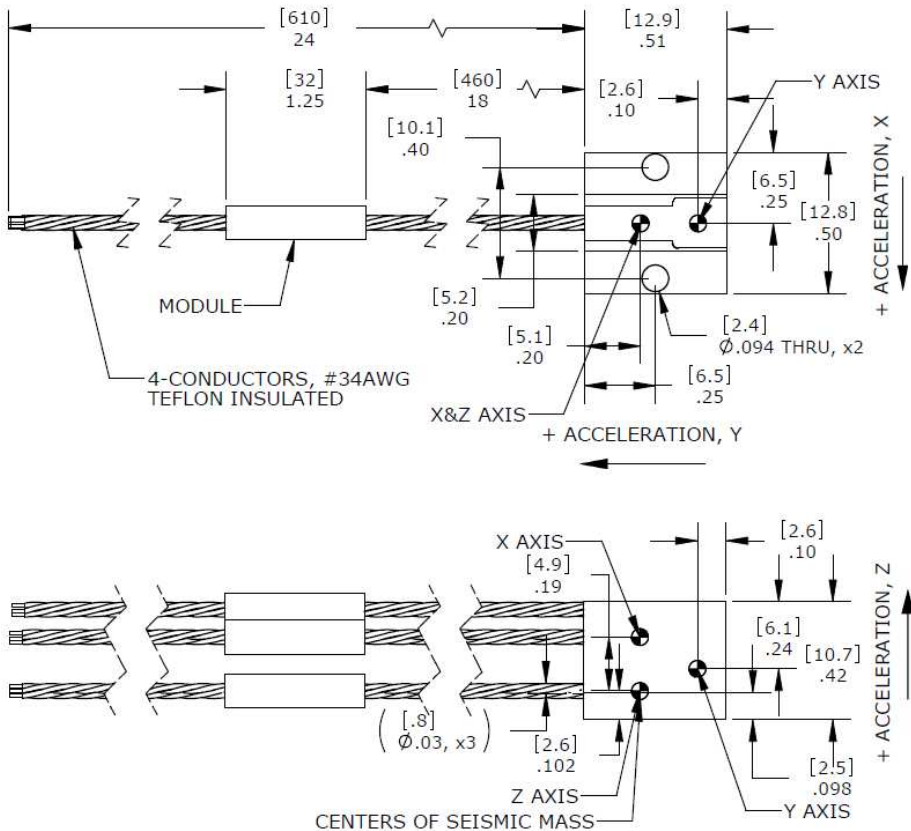 [610]
24
[12.9]
.51
[32]
1.25
[460]
18
[2.6]
.10
Y AXIS
[10.1]
.40
[6.5]
.25
[12.8]
.50
+ ACCELERATION, X
MODULE
[5.2]
.20
[5.1]
.20
[2.4]
Ø.094 THRU, x2
[6.5]
.25
4-CONDUCTORS, #34AWG
TEFLON INSULATED
X&Z AXIS
+ ACCELERATION, Y
X AXIS
[4.9]
.19
[2.6]
.10
[6.1]
.24
[10.7]
.42
+ ACCELERATION, Z
([.8]
Ø.03, x3)
[2.6]
.102
[2.5]
.098
Z AXIS
Y AXIS
CENTERS OF SEISMIC MASS